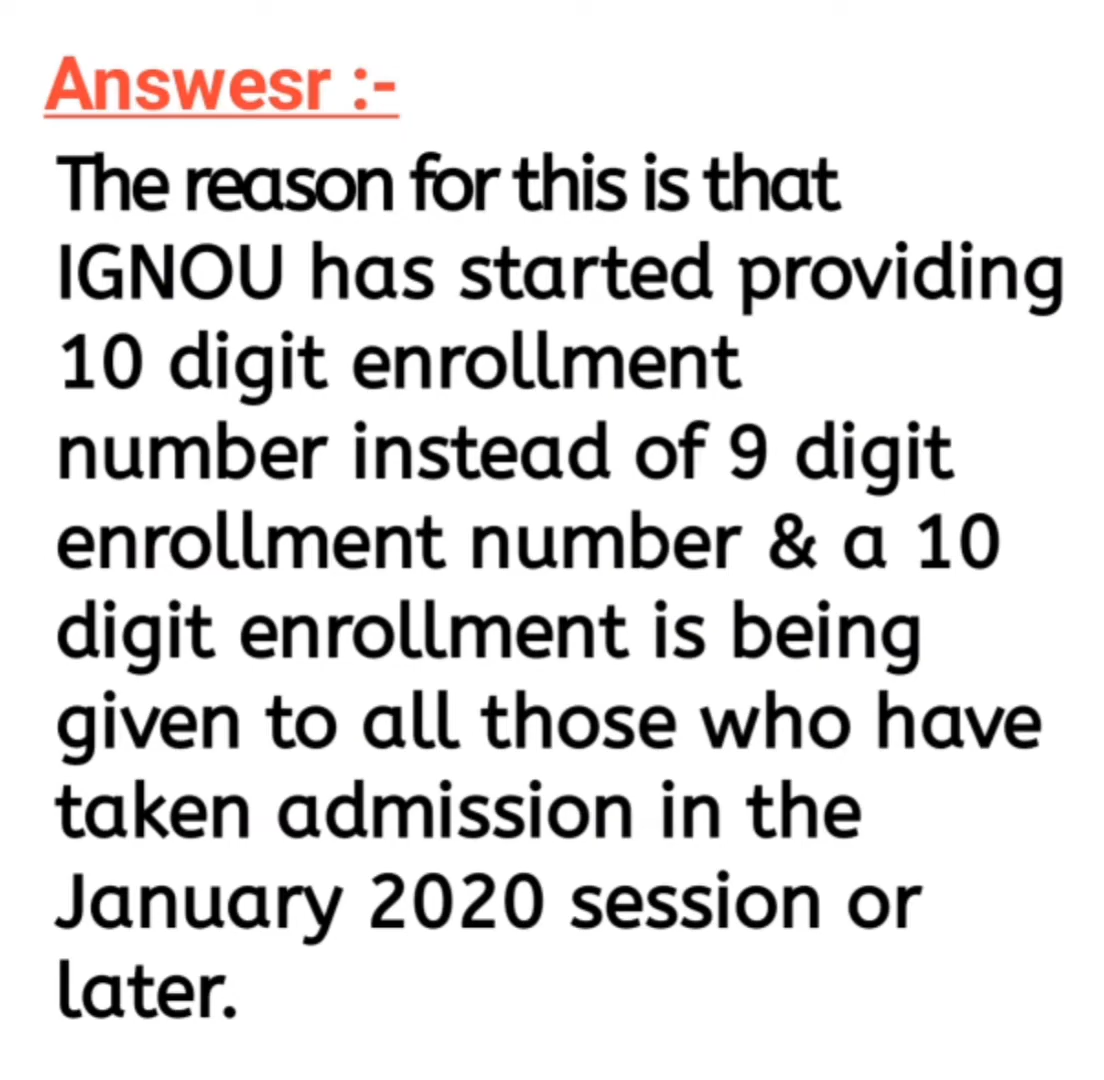 Answesr :-
The reason for this is that
IGNOU has started providing
10 digit enrollment
number instead of 9 digit
enrollment number & a 10
digit enrollment is being
given to all those who have
taken admission in the
January 2020 session or
later.